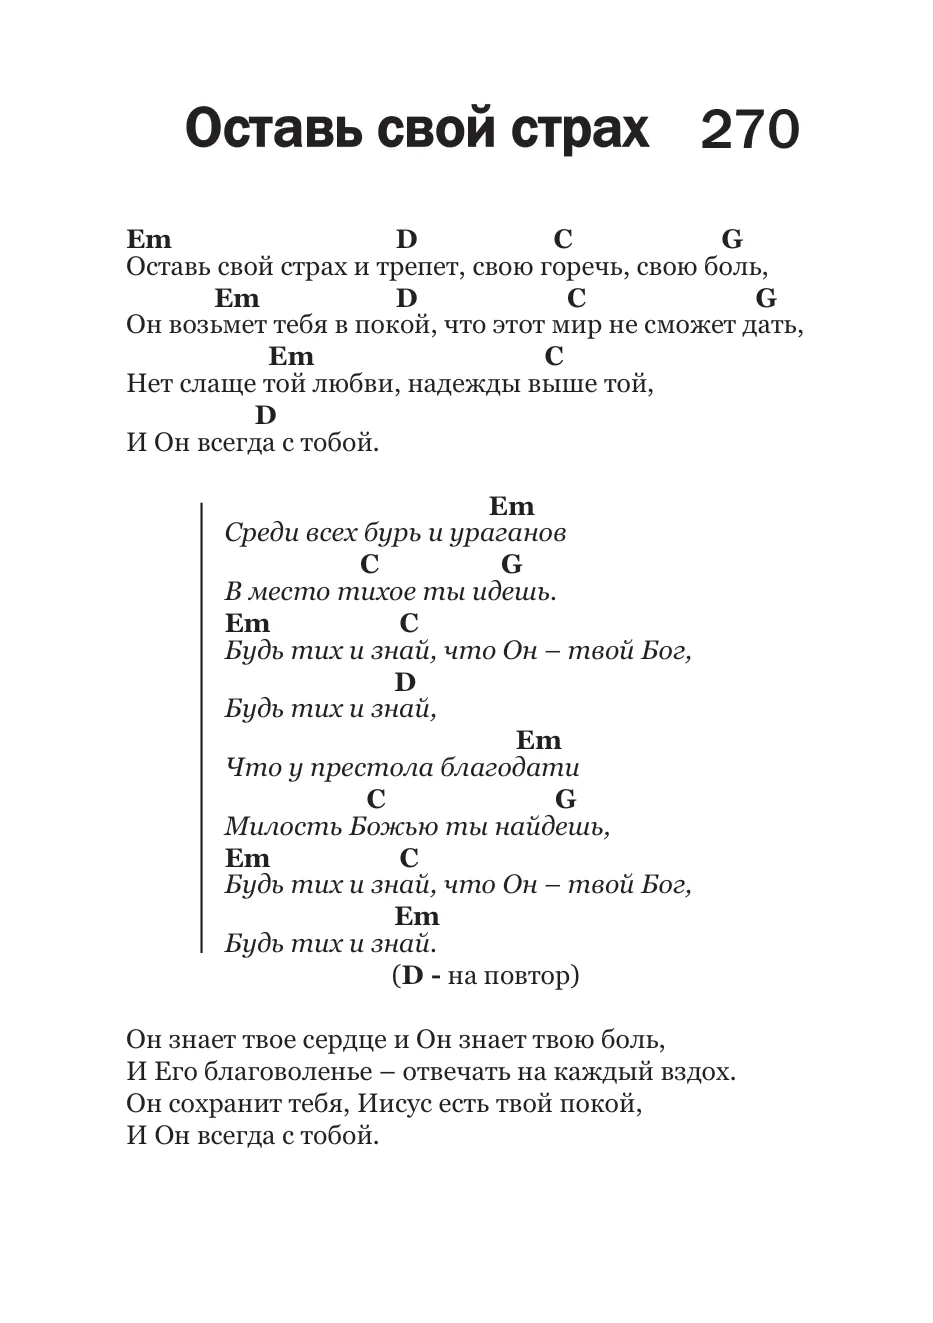 Оставь свой страх 270
Em D C G
Оставь свой страх и трепет, свою горечь, свою боль,
Em D C G
Он возьмет тебя в покой, что этот мир не сможет дать,
Em C
Нет слаще той любви, надежды выше той,
D
И Он всегда с тобой.
Em
Среди всех бурь и ураганов
C G
В место тихое ты идешь.
Em C
Будь тих и знай, что Он – твой Бог,
D
Будь тих и знай,
Em
Что у престола благодати
C G
Милость Божью ты найдешь,
Em C
Будь тих и знай, что Он – твой Бог,
Em
Будь тих и знай.
(D - на повтор)
Он знает твое сердце и Он знает твою боль,
И Его благоволенье – отвечать на каждый вздох.
Он сохранит тебя, Иисус есть твой покой,
И Он всегда с тобой.